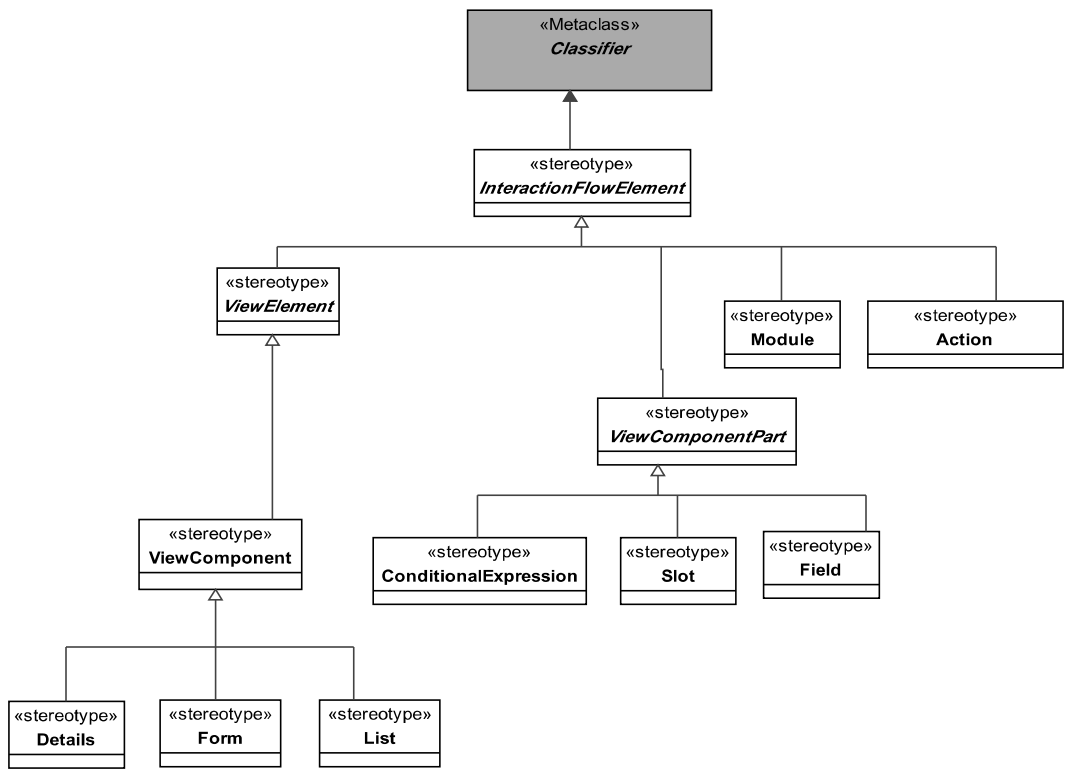 «Metaclass»
Classifier
«stereotype»
InteractionFlowElement
«stereotype»
ViewElement
«stereotype»
Module
«stereotype»
Action
«stereotype»
ViewComponentPart
«stereotype»
ViewComponent
«stereotype»
ConditionalExpression
«stereotype»
Slot
«stereotype»
Field
«stereotype»
Details
«stereotype»
Form
«stereotype»
List